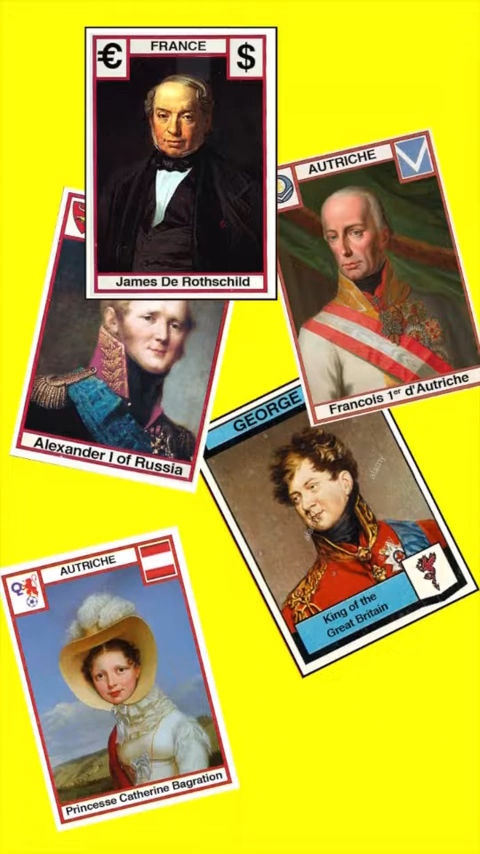 € FRANCE $
James De Rothschild
AUTRICHE
Francois 1er d'Autriche
Alexander I of Russia
GEORGE
alamy
King of the
Great Britain
AUTRICHE
Princesse Catherine Bagration